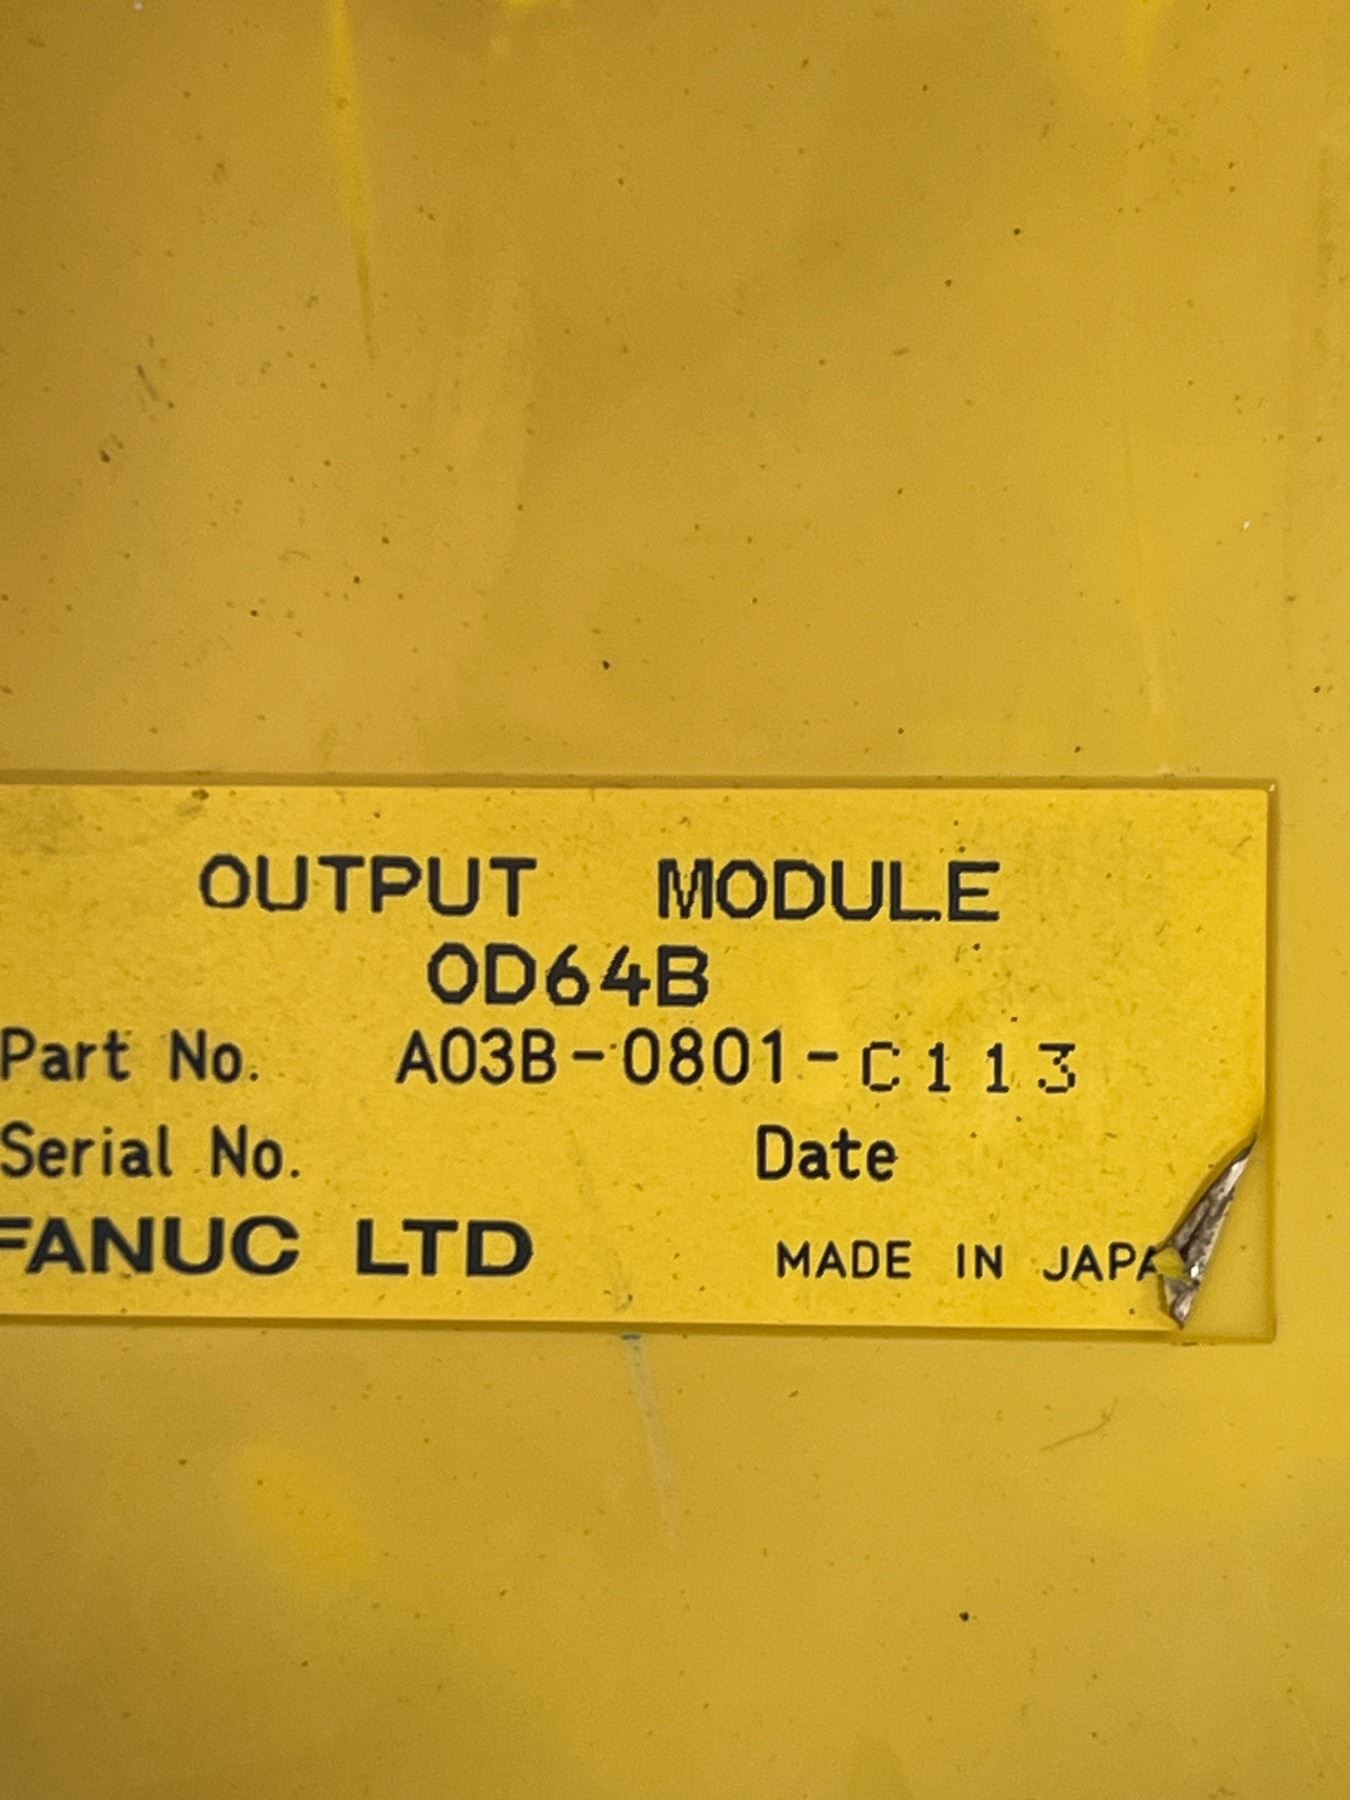 OUTPUT MODULE
OD64B
Part No. A03B-0801-C113
Serial No. Date
FANUC LTD MADE IN JAPA